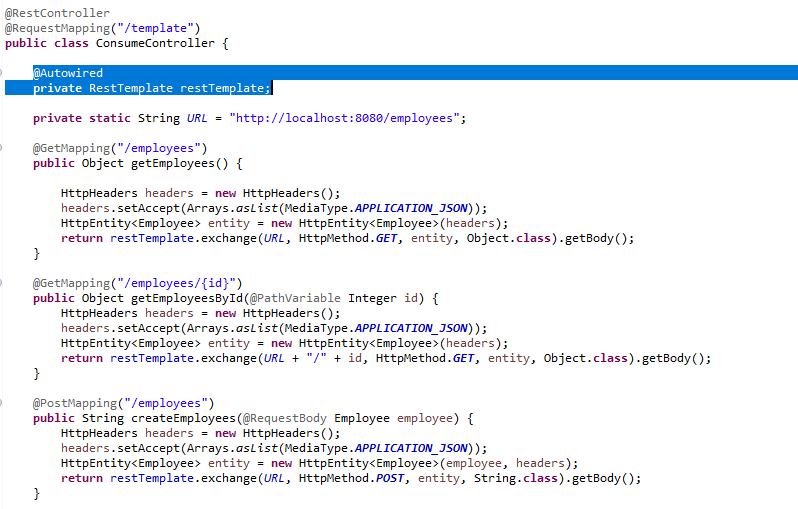 @RestController
@RequestMapping("/template")
public class ConsumeController {
@Autowired
private RestTemplate restTemplate;
private static String URL = "http://localhost:8080/employees";
@GetMapping("/employees")
public Object getEmployees() {
HttpHeaders headers = new HttpHeaders();
headers.setAccept(Arrays.asList(MediaType.APPLICATION_JSON));
HttpEntity<Employee> entity = new HttpEntity<Employee>(headers);
return restTemplate.exchange(URL, HttpMethod.GET, entity, Object.class).getBody();
}
@GetMapping("/employees/{id}")
public Object getEmployeesById(@PathVariable Integer id) {
HttpHeaders headers = new HttpHeaders();
headers.setAccept(Arrays.asList(MediaType.APPLICATION_JSON));
HttpEntity<Employee> entity = new HttpEntity<Employee>(headers);
return restTemplate.exchange(URL + "/" + id, HttpMethod.GET, entity, Object.class).getBody();
}
@PostMapping("/employees")
public String createEmployees(@RequestBody Employee employee) {
HttpHeaders headers = new HttpHeaders();
headers.setAccept(Arrays.asList(MediaType.APPLICATION_JSON));
HttpEntity<Employee> entity = new HttpEntity<Employee>(employee, headers);
return restTemplate.exchange(URL, HttpMethod.POST, entity, String.class).getBody();
}